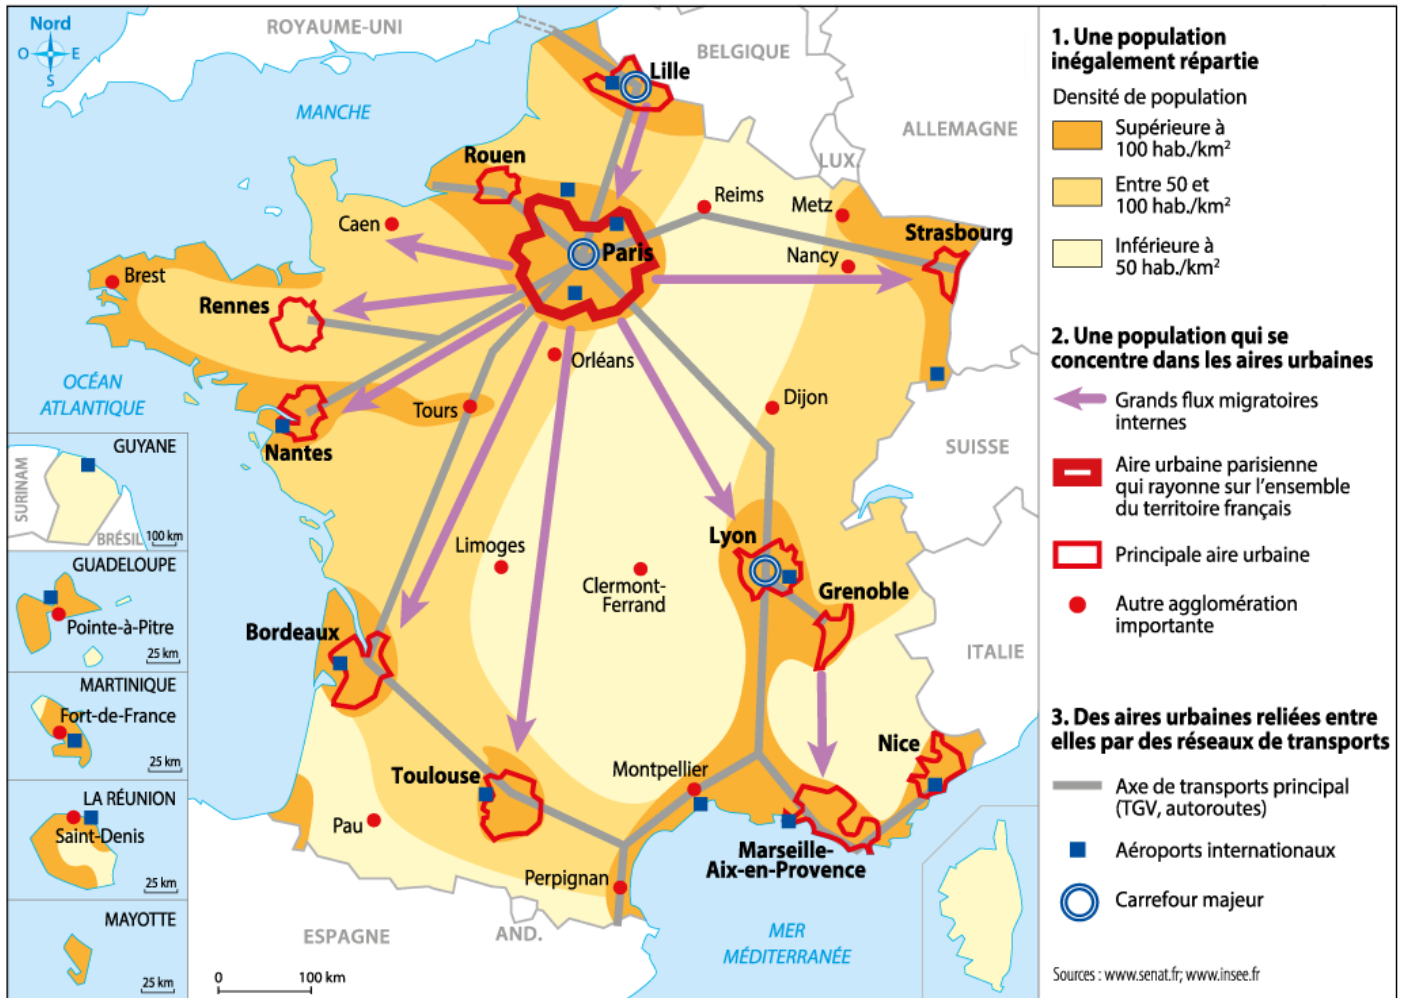 Nord
O
E
S
ROYAUME-UNI
BELGIQUE
MANCHE
ALLEMAGNE
LUX.
Lille
Rouen
Reims
Metz
Caen
Strasbourg
Paris
Nancy
Brest
Rennes
Orléans
OCÉAN
ATLANTIQUE
Tours
Dijon
Nantes
SUISSE
Lyon
Limoges
Clermont-
Ferrand
Grenoble
Bordeaux
ITALIE
Nice
Toulouse
Montpellier
Pau
Marseille-
Aix-en-Provence
Perpignan
ESPAGNE
AND.
MER
MÉDITERRANÉE
0
100 km
GUYANE
SURINAM
BRÉSIL
100 km
GUADELOUPE
Pointe-à-Pitre
25 km
MARTINIQUE
Fort-de-France
25 km
LA RÉUNION
Saint-Denis
25 km
MAYOTTE
25 km
1. Une population
inégalement répartie
Densité de population
Supérieure à
100 hab./km²
Entre 50 et
100 hab./km²
Inférieure à
50 hab./km²
2. Une population qui se
concentre dans les aires urbaines
Grands flux migratoires
internes
Aire urbaine parisienne
qui rayonne sur l'ensemble
du territoire français
Principale aire urbaine
Autre agglomération
importante
3. Des aires urbaines reliées entre
elles par des réseaux de transports
Axe de transports principal
(TGV, autoroutes)
Aéroports internationaux
Carrefour majeur
Sources : www.senat.fr; www.insee.fr